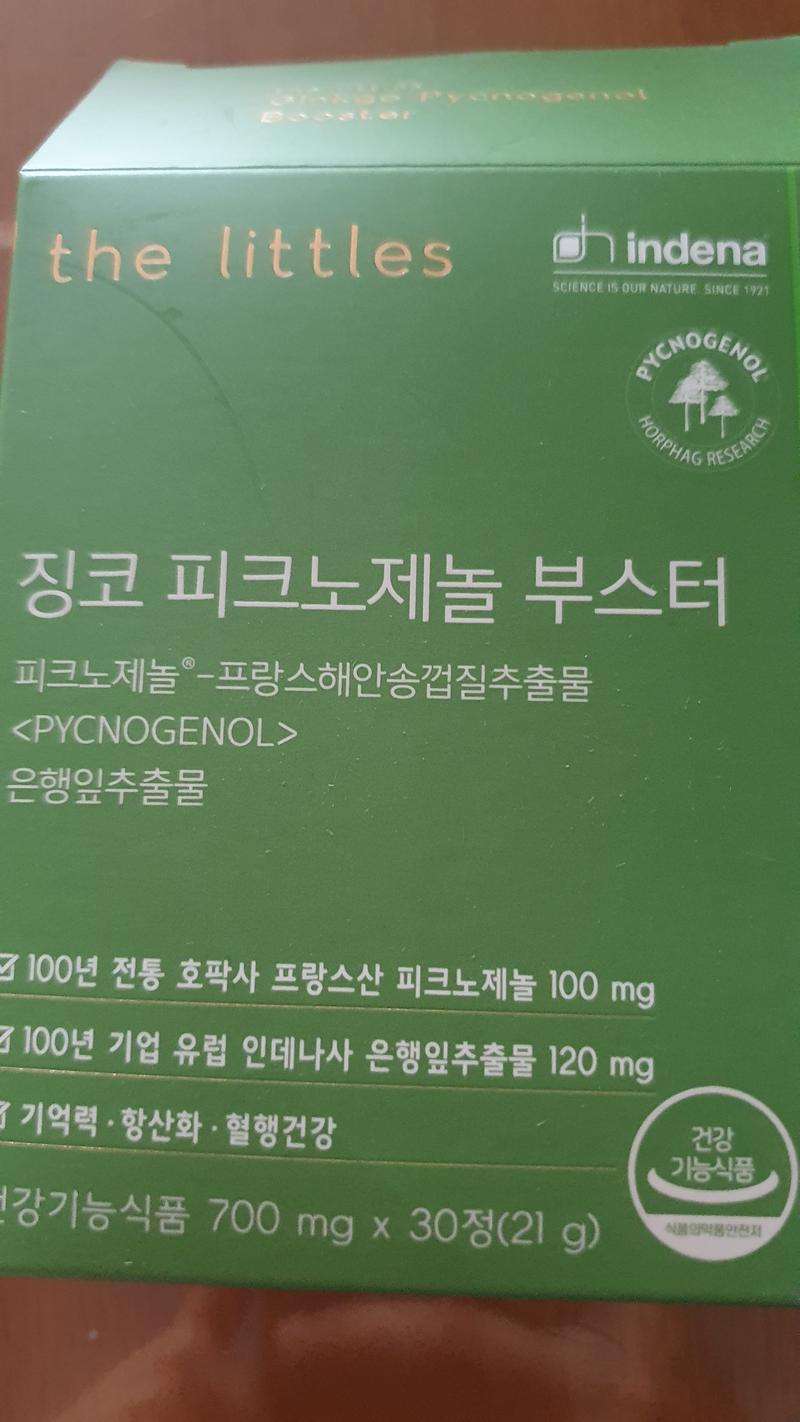 Ginkgo Pycnogenol
Booster
the littles
indena
SCIENCE IS OUR NATURE. SINCE 1921
PYCNOGENOL
HORPHAG RESEARCH
징코 피크노제놀 부스터
피크노제놀®-프랑스해안송껍질추출물
<PYCNOGENOL>
은행잎추출물
100년 전통 호팍사 프랑스산 피크노제놀 100 mg
100년 기업 유럽 인데나사 은행잎추출물 120 mg
기억력·항산화·혈행건강
건강기능식품 700 mg x 30정(21 g)
건강
기능식품
식품의약품안전처